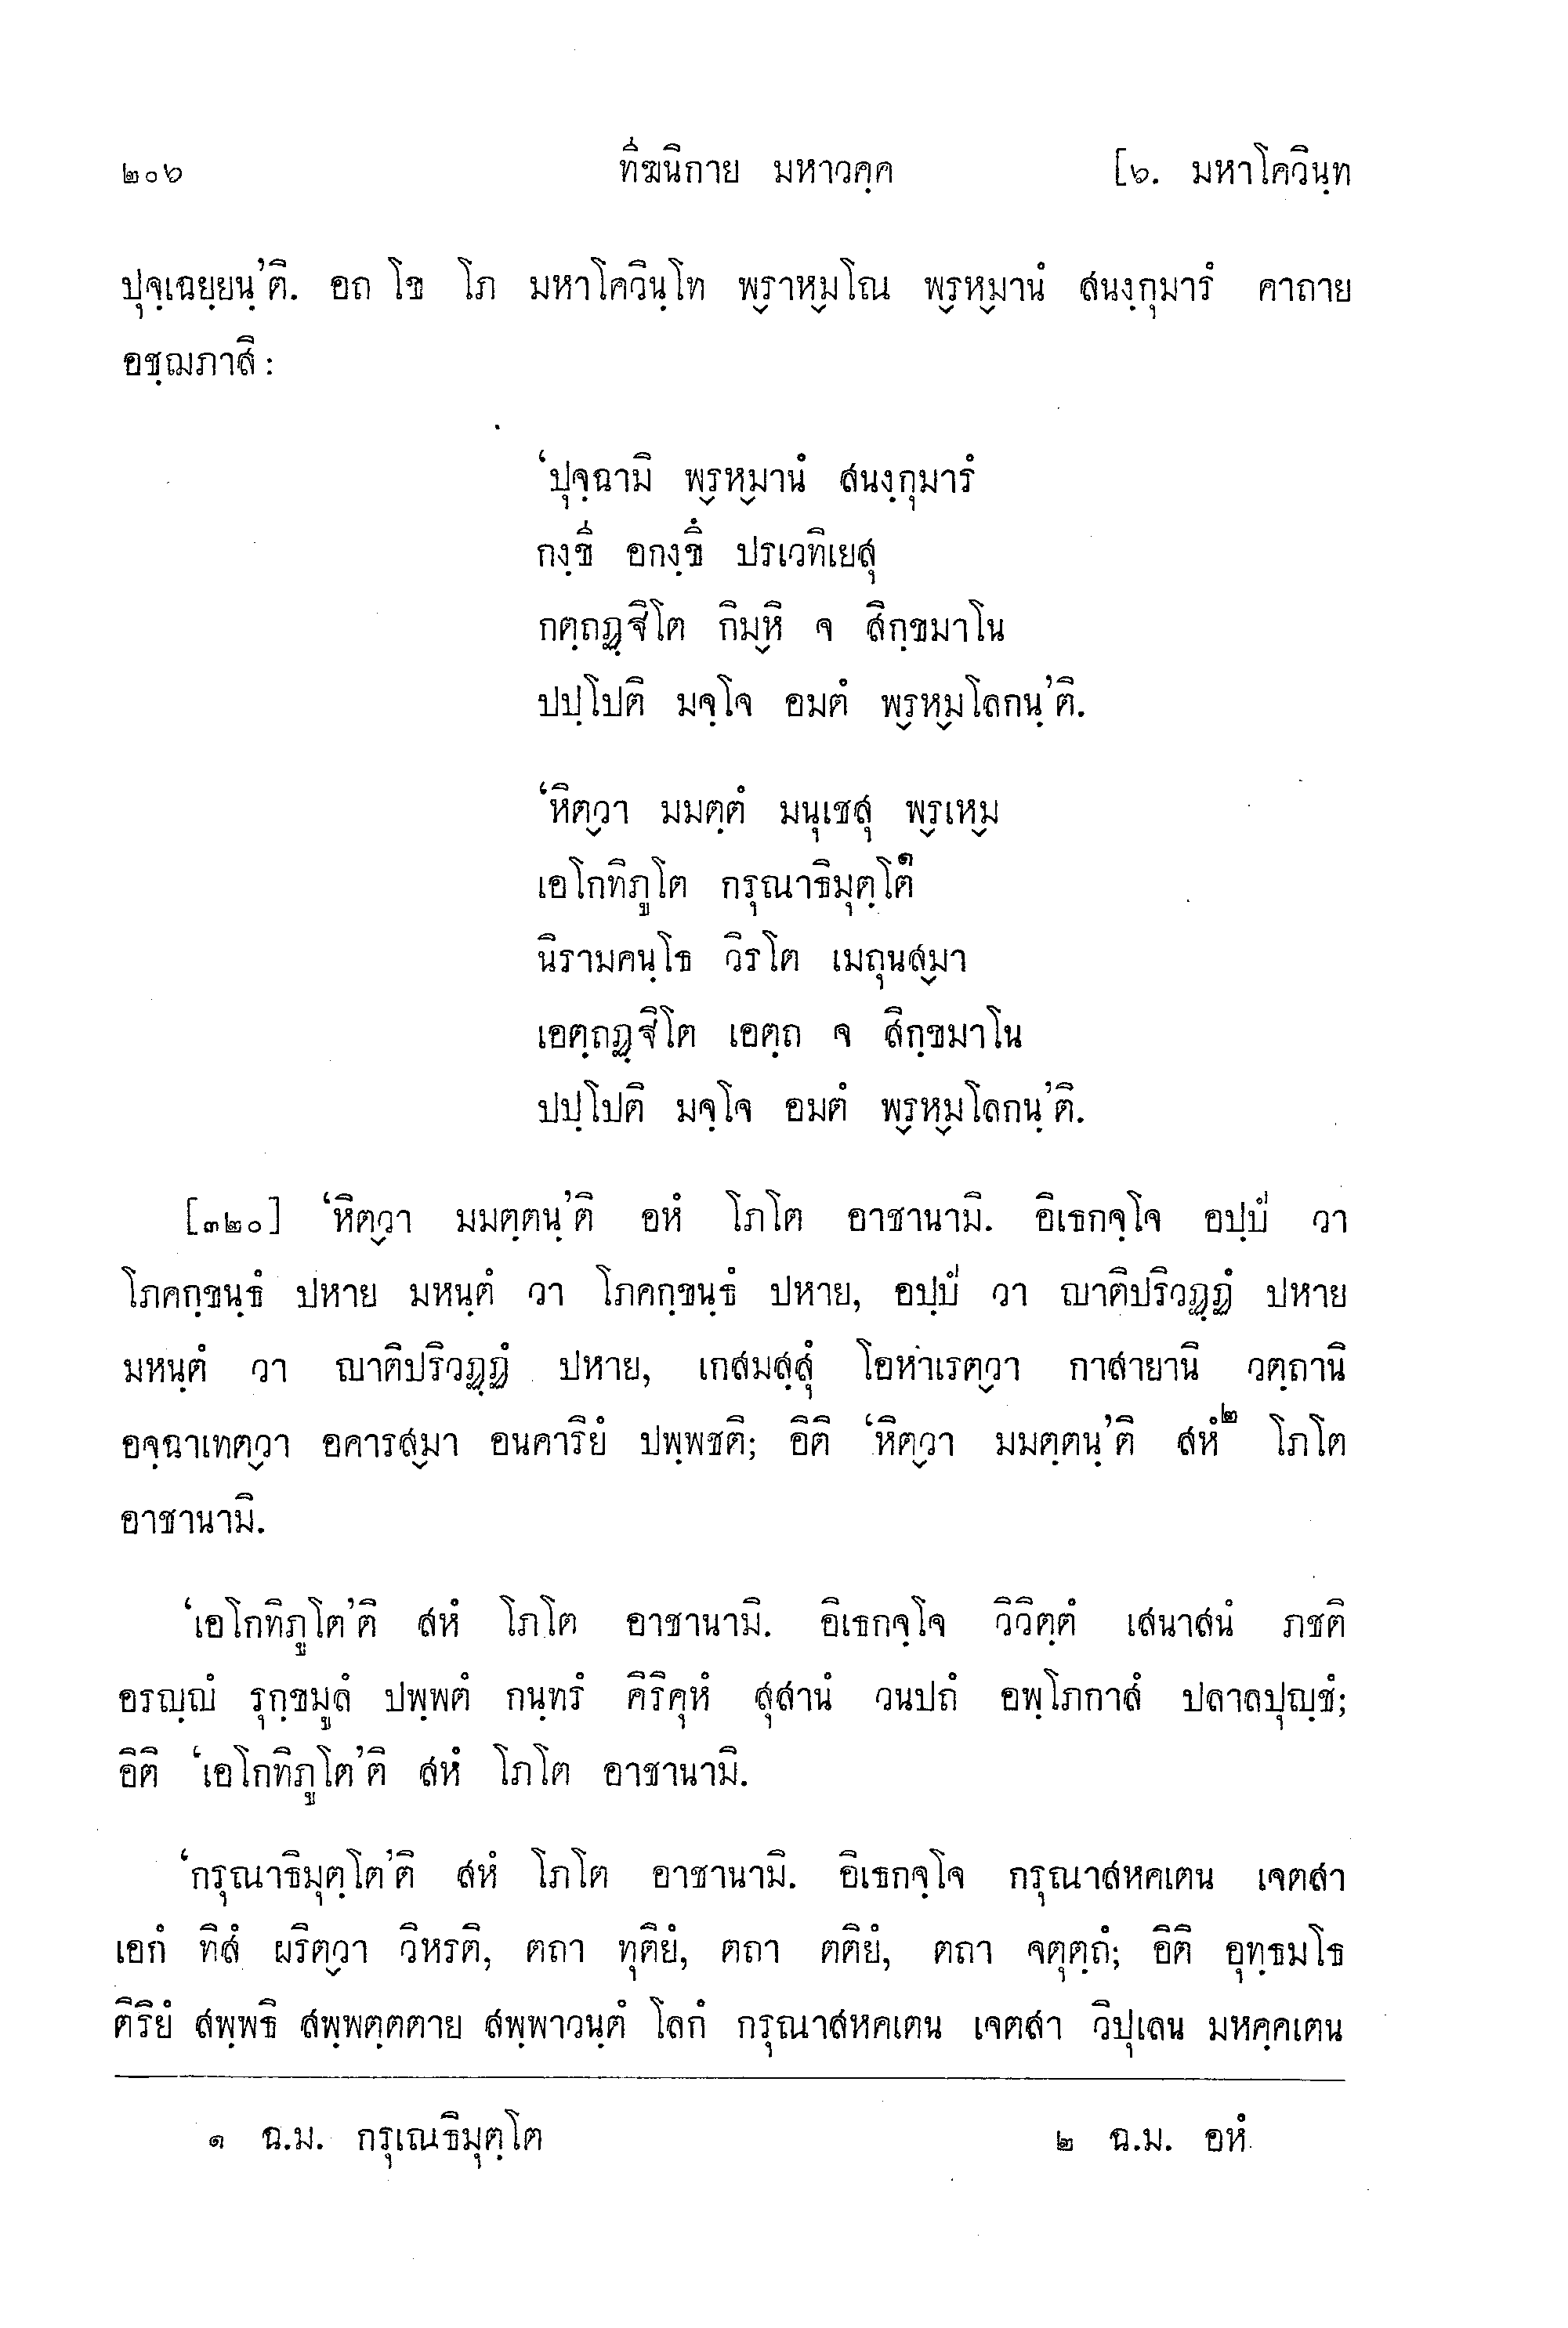 ๒๐๖ ทีฆนิกาย มหาวคฺค [๖. มหาโควินฺท
ปุจฺเฉยฺยนฺ’ติ. อถ โข โภ มหาโควินฺโท พฺราหฺมโณ พฺรหฺมานํ สนงฺกุมารํ คาถาย
อชฺฌภาสิ:
‘ปุจฺฉามิ พฺรหฺมานํ สนงฺกุมารํ
กงฺขี อกงฺขึ ปรเวทิเยสุ
กตฺถฏฺฐิโต กิมฺหิ จ สิกฺขมาโน
ปปฺโปติ มจฺโจ อมตํ พฺรหฺมโลกนฺ’ติ.
‘หิตฺวา มมตฺตํ มนุเชสุ พฺรเหฺม
เอโกทิภูโต กรุณาธิมุตฺโต๑
นิรามคนฺโธ วิรโต เมถุนสฺมา
เอตฺถฏฺฐิโต เอตฺถ จ สิกฺขมาโน
ปปฺโปติ มจฺโจ อมตํ พฺรหฺมโลกนฺ’ติ.
[๓๒๐] ‘หิตฺวา มมตฺตนฺ’ติ อหํ โภโต อาชานามิ. อิเธกจฺโจ อปฺปํ วา
โภคกฺขนฺธํ ปหาย มหนฺตํ วา โภคกฺขนฺธํ ปหาย, อปฺปํ วา ญาติปริวฏฺฏํ ปหาย
มหนฺตํ วา ญาติปริวฏฺฏํ ปหาย, เกสมสฺสุํ โอหาเรตฺวา กาสายานิ วตฺถานิ
อจฺฉาเทตฺวา อคารสฺมา อนคาริยํ ปพฺพชติ; อิติ ‘หิตฺวา มมตฺตนฺ’ติ สหํ๒ โภโต
อาชานามิ.
‘เอโกทิภูโต’ติ สหํ โภโต อาชานามิ. อิเธกจฺโจ วิวิตฺตํ เสนาสนํ ภชติ
อรญฺญํ รุกฺขมูลํ ปพฺพตํ กนฺทรํ คิริคุหํ สุสานํ วนปถํ อพฺโภกาสํ ปลาลปุญฺชํ;
อิติ ‘เอโกทิภูโต’ติ สหํ โภโต อาชานามิ.
‘กรุณาธิมุตฺโต’ติ สหํ โภโต อาชานามิ. อิเธกจฺโจ กรุณาสหคเตน เจตสา
เอกํ ทิสํ ผริตฺวา วิหรติ, ตถา ทุติยํ, ตถา ตติยํ, ตถา จตุตฺถํ; อิติ อุทฺธมโธ
ติริยํ สพฺพธิ สพฺพตฺตตาย สพฺพาวนฺตํ โลกํ กรุณาสหคเตน เจตสา วิปุเลน มหคฺคเตน
๑ ฉ.ม. กรุเณธิมุตฺโต ๒ ฉ.ม. อหํ